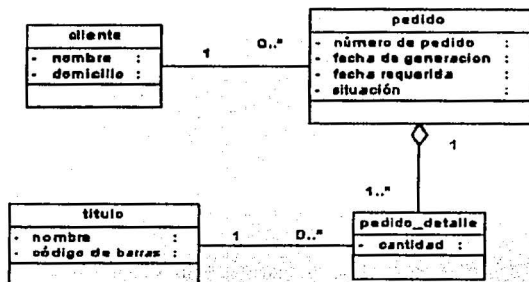 cliente
- nombre :
- domicilio :
1
0..*
pedido
- número de pedido :
- fecha de generacion :
- fecha requerida :
- situación :
1
1..*
título
- nombre :
- código de barras :
1
0..*
pedido_detalle
- cantidad :